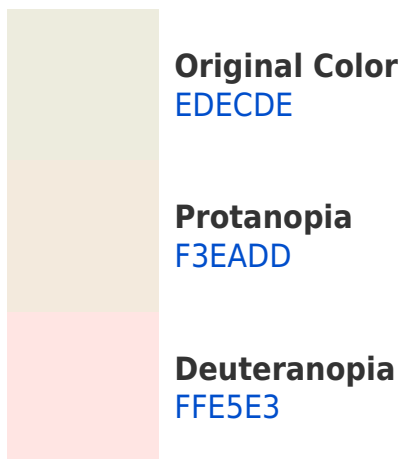 Original Color
EDECDE
Protanopia
F3EADD
Deuteranopia
FFE5E3